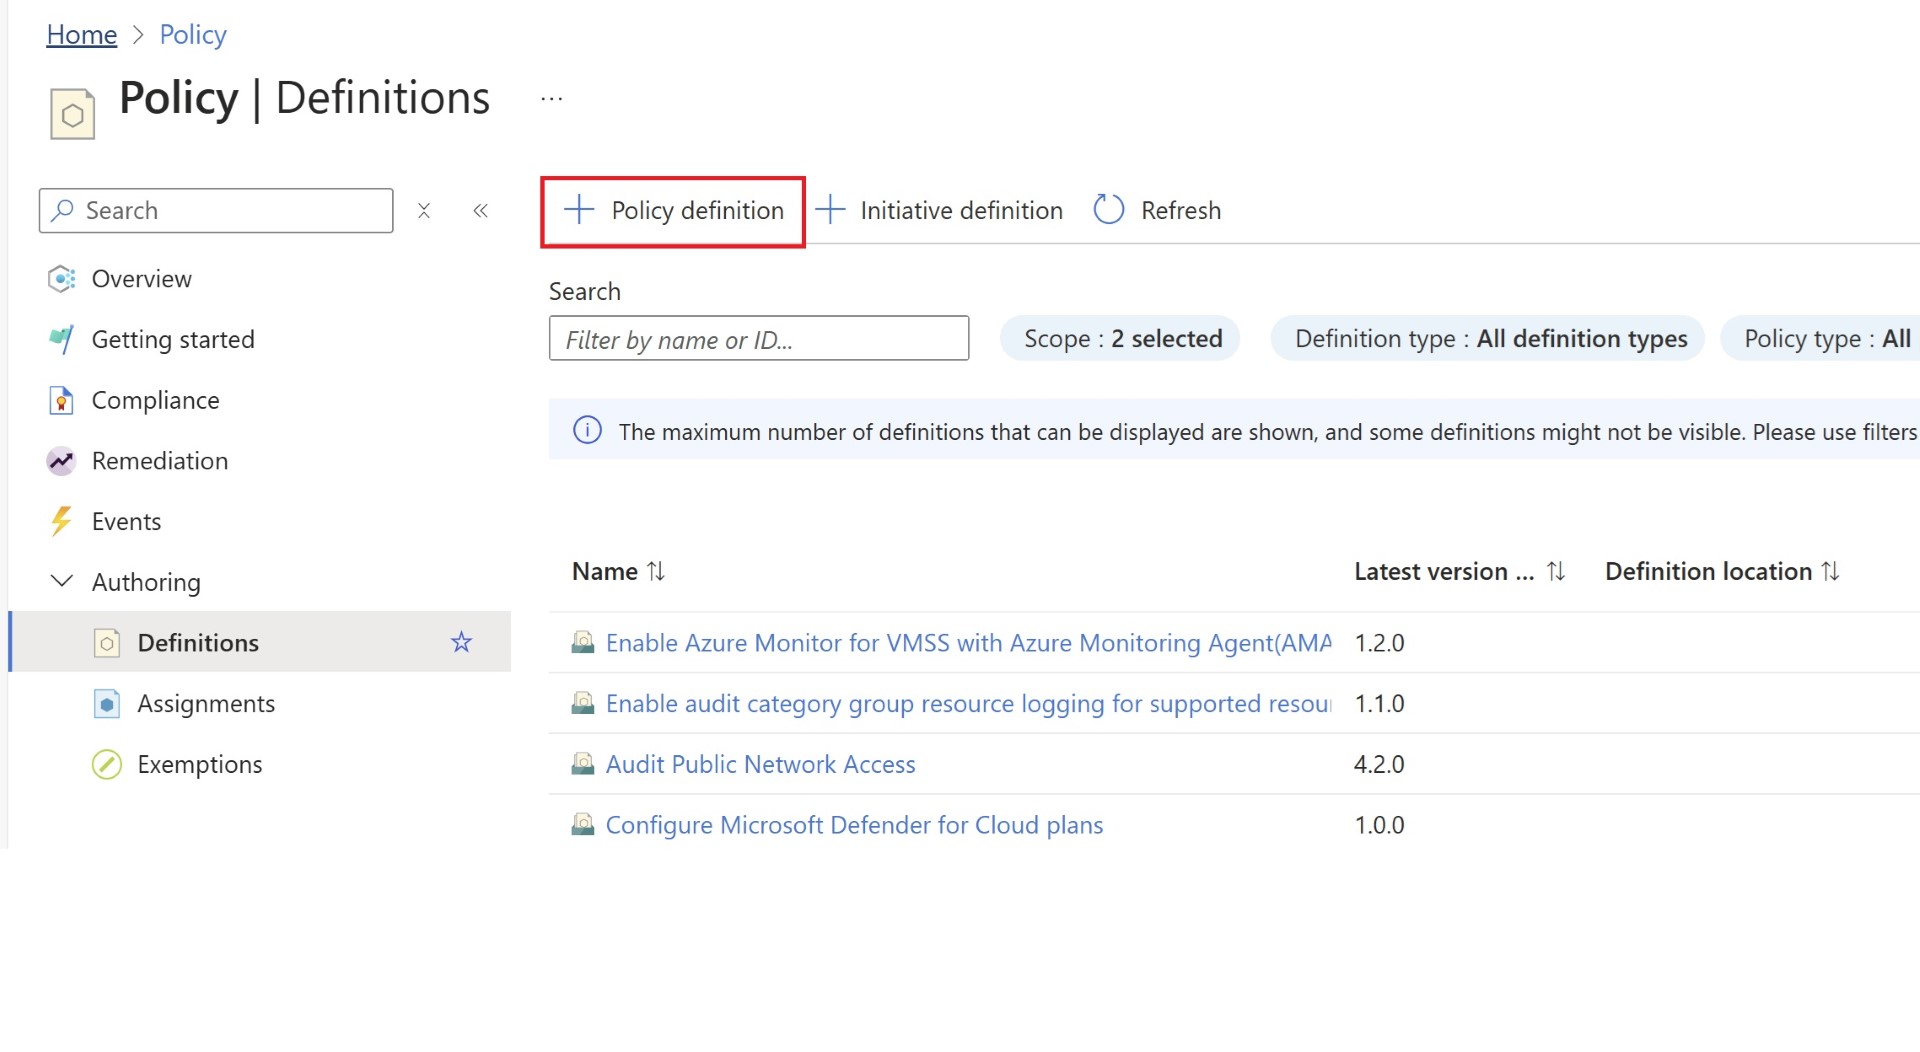 Home > Policy
Policy | Definitions ...
Search
Policy definition
Initiative definition
Refresh
Overview
Getting started
Compliance
Remediation
Events
Authoring
Definitions
Assignments
Exemptions
Search
Filter by name or ID...
Scope : 2 selected
Definition type : All definition types
Policy type : All
The maximum number of definitions that can be displayed are shown, and some definitions might not be visible. Please use filters
Name
Latest version ...
Definition location
Enable Azure Monitor for VMSS with Azure Monitoring Agent(AMA 1.2.0
Enable audit category group resource logging for supported resour 1.1.0
Audit Public Network Access 4.2.0
Configure Microsoft Defender for Cloud plans 1.0.0